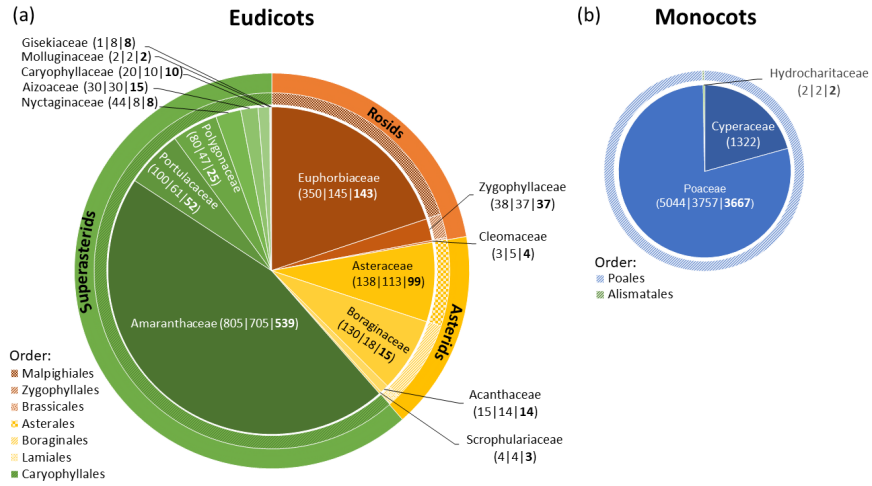 (a)
Eudicots
Gisekiaceae (1|8|8)
Molluginaceae (2|2|2)
Caryophyllaceae (20|10|10)
Aizoaceae (30|30|15)
Nyctaginaceae (44|8|8)
Polygonaceae
(80|47|25)
Portulacaceae
(100|61|52)
Superasterids
Rosids
Asterids
Euphorbiaceae
(350|145|143)
Zygophyllaceae
(38|37|37)
Cleomaceae
(3|5|4)
Asteraceae
(138|113|99)
Boraginaceae
(130|18|15)
Amaranthaceae (805|705|539)
Acanthaceae
(15|14|14)
Scrophulariaceae
(4|4|3)
Order:
Malpighiales
Zygophyllales
Brassicales
Asterales
Boraginales
Lamiales
Caryophyllales
(b)
Monocots
Hydrocharitaceae
(2|2|2)
Cyperaceae
(1322)
Poaceae
(5044|3757|3667)
Order:
Poales
Alismatales